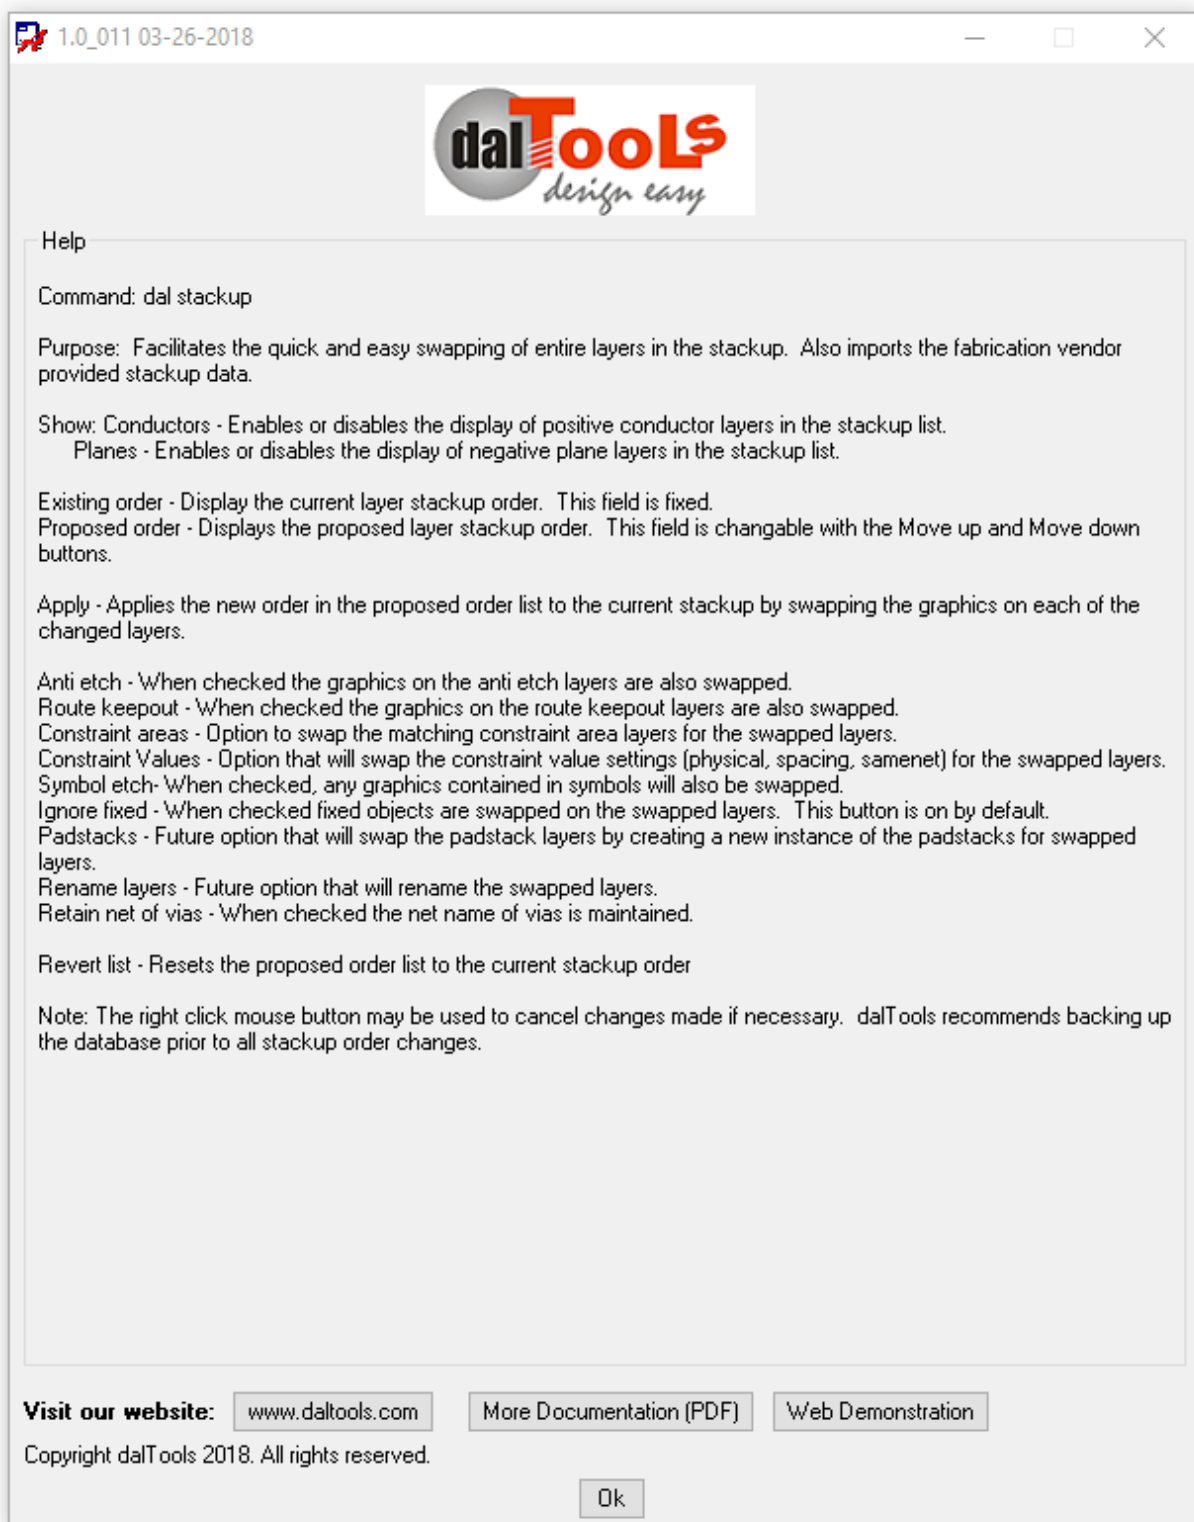 1.0_011 03-26-2018
dalTooLs
design easy
Help
Command: dal stackup
Purpose:  Facilitates the quick and easy swapping of entire layers in the stackup.  Also imports the fabrication vendor
provided stackup data.
Show: Conductors - Enables or disables the display of positive conductor layers in the stackup list.
Planes - Enables or disables the display of negative plane layers in the stackup list.
Existing order - Display the current layer stackup order.  This field is fixed.
Proposed order - Displays the proposed layer stackup order.  This field is changable with the Move up and Move down
buttons.
Apply - Applies the new order in the proposed order list to the current stackup by swapping the graphics on each of the
changed layers.
Anti etch - When checked the graphics on the anti etch layers are also swapped.
Route keepout - When checked the graphics on the route keepout layers are also swapped.
Constraint areas - Option to swap the matching constraint area layers for the swapped layers.
Constraint Values - Option that will swap the constraint value settings (physical, spacing, samenet) for the swapped layers.
Symbol etch- When checked, any graphics contained in symbols will also be swapped.
Ignore fixed - When checked fixed objects are swapped on the swapped layers.  This button is on by default.
Padstacks - Future option that will swap the padstack layers by creating a new instance of the padstacks for swapped
layers.
Rename layers - Future option that will rename the swapped layers.
Retain net of vias - When checked the net name of vias is maintained.
Revert list - Resets the proposed order list to the current stackup order
Note: The right click mouse button may be used to cancel changes made if necessary.  dalTools recommends backing up
the database prior to all stackup order changes.
Visit our website: www.daltools.com More Documentation (PDF) Web Demonstration
Copyright dalTools 2018. All rights reserved.
Ok